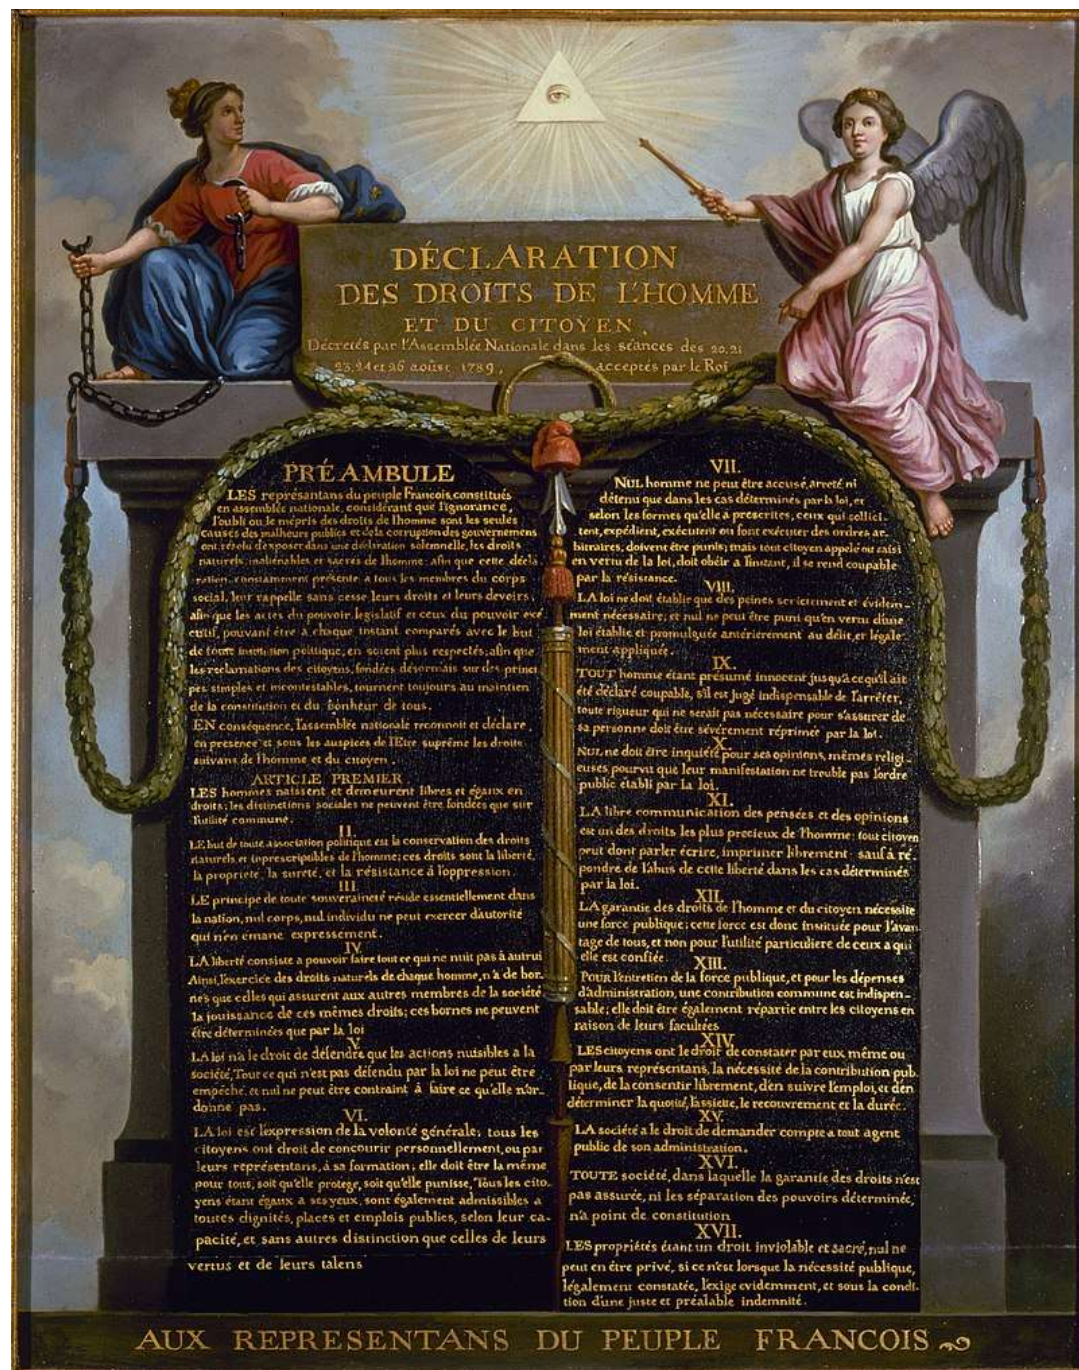 DÉCLARATION
DES DROITS DE L'HOMME
ET DU CITOYEN,
Décretés par l'Assemblée Nationale dans les séances des 20, 21
23, 24 et 26 aoûst 1789, acceptés par le Roi
PRÉAMBULE
LES représantans du peuple Francois, constitués
en assemblée nationale, considérant que l'ignorance,
l'oubli ou le mépris des droits de l'homme sont les seules
causes des malheurs publics et de la corruption des gouvernemens
ont résolu d'exposer dans une déclaration solemnelle, les droits
naturels, inaliénables et sacrés de l'homme; afin que cette décla
ration, constamment présente a tous les membres du corps
social, leur rappelle sans cesse leurs droits et leurs devoirs
afin que les actes du pouvoir legislatif et ceux du pouvoir exé
cutif, pouvant être a chaque instant comparés avec le but
de toute institution politique, en soient plus respectés; afin que
les reclamations des citoyens, fondées désormais sur des princi
pes simples et incontestables, tournent toujours au maintien
de la constitution et du bonheur de tous.
EN conséquence, l'assemblée nationale reconnoit et déclare
en presence et sous les auspices de l'Etre suprême les droits
suivans de l'homme et du citoyen.
ARTICLE PREMIER
LES hommes naissent et demeurent libres et égaux en
droits; les distinctions sociales ne peuvent être fondées que sur
l'utilité commune.
II.
LE but de toute association politique est la conservation des droits
naturels et inprescriptibles de l'homme; ces droits sont la liberté,
la propriété, la sureté, et la résistance à l'oppression.
III.
LE principe de toute souveraineté réside essentiellement dans
la nation, nul corps, nul individu ne peut exercer d'autorité
qui n'en emane expressement.
IV.
LA liberté consiste a pouvoir faire tout ce qui ne nuit pas à autrui
Ainsi, l'exercice des droits naturels de chaque homme, n'a de bor-
nes que celles qui assurent aux autres membres de la société
la jouissance de ces mêmes droits; ces bornes ne peuvent
être déterminées que par la loi
V.
LA loi n'a le droit de défendre que les actions nuisibles a la
société, Tout ce qui n'est pas défendu par la loi ne peut être
empêché, et nul ne peut être contraint à faire ce qu'elle n'or-
donne pas.
VI.
LA loi est l'expression de la volonté générale; tous les
citoyens ont droit de concourir personnellement, ou par
leurs représentans, à sa formation; elle doit être la même
pour tous, soit qu'elle protege, soit qu'elle punisse, Tous les cito-
yens étant égaux a ses yeux, sont également admissibles a
toutes dignités, places et emplois publics, selon leur ca-
pacité, et sans autres distinction que celles de leurs
vertus et de leurs talens
VII.
NUL homme ne peut être accusé, arreté ni
détenu que dans les cas déterminés par la loi, et
selon les formes qu'elle à prescrites, ceux qui sollici-
tent, expédient, exécutent ou font exécuter des ordres ar-
bitraires, doivent être punis; mais tout citoyen appelé ou saisi
en vertu de la loi, doit obéir a l'instant, il se rend coupable
par la résistance.
VIII.
LA loi ne doit établir que des peines strictement et évidem-
ment nécessaire, et nul ne peut être puni qu'en vertu d'une
loi établie et promulguée antérierement au délit, et légale-
ment appliquée.
IX.
TOUT homme étant présumé innocent jusqu'a ce qu'il ait
été déclaré coupable, s'il est jugé indispensable de l'arrêter,
toute rigueur qui ne serait pas nécessaire pour s'assurer de
sa personne doit être sévérement réprimée par la loi.
X.
NUL ne doit être inquiété pour ses opinions, mêmes religi-
euses, pourvu que leur manifestation ne trouble pas l'ordre
public établi par la loi.
XI.
LA libre communication des pensées et des opinions
est un des droits les plus precieux de l'homme; tout citoyen
peut dont parler écrire, imprimer librement sauf à ré
pondre de l'abus de cette liberté dans les cas déterminés
par la loi.
XII.
LA garantie des droits de l'homme et du citoyen nécessite
une force publique; cette force est donc instituée pour l'avan-
tage de tous, et non pour l'utilité particuliere de ceux a qui
elle est confiée.
XIII.
POUR l'entretien de la force publique, et pour les dépenses
d'administration, une contribution commune est indispen-
sable; elle doit être également répartie entre les citoyens en
raison de leurs facultées
XIV.
LES citoyens ont le droit de constater par eux même ou
par leurs représentans, la nécessité de la contribution pub-
lique, de la consentir librement, d'en suivre l'emploi, et d'en
déterminer la quotité, l'assiette, le recouvrement et la durée.
XV.
LA société a le droit de demander compte a tout agent
public de son administration.
XVI.
TOUTE société, dans laquelle la garantie des droits n'est
pas assurée, ni les séparation des pouvoirs déterminée,
n'a point de constitution
XVII.
LES propriétés étant un droit inviolable et sacré, nul ne
peut en être privé, si ce n'est lorsque la nécessité publique,
légalement constatée, l'exige evidemment, et sous la condi-
tion d'une juste et préalable indemnité.
AUX REPRESENTANS DU PEUPLE FRANCOIS